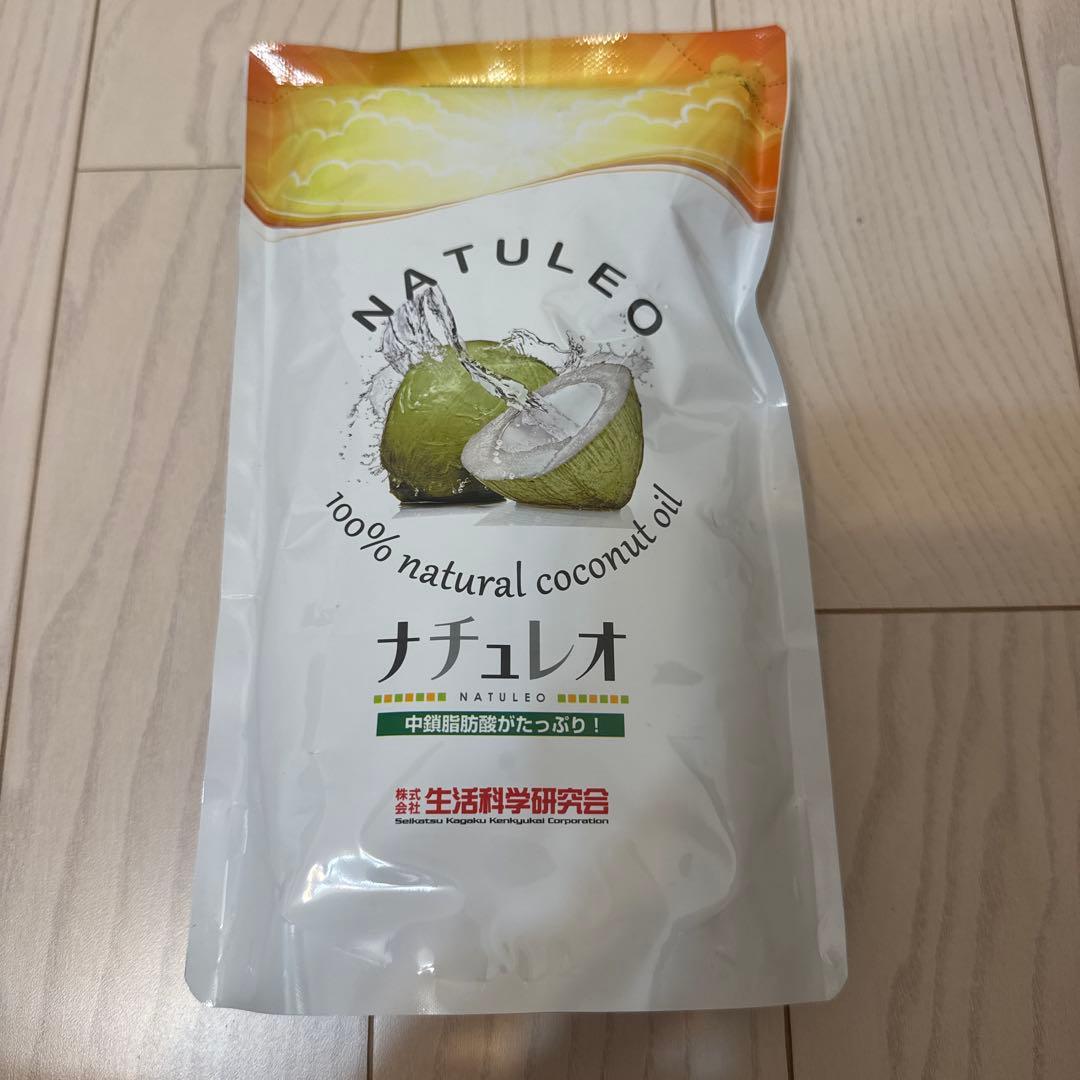 NATULEO
100% natural coconut oil
ナチュレオ
NATULEO
中鎖脂肪酸がたっぷり！
株式会社 生活科学研究会
Seikatsu Kagaku Kenkyukai Corporation